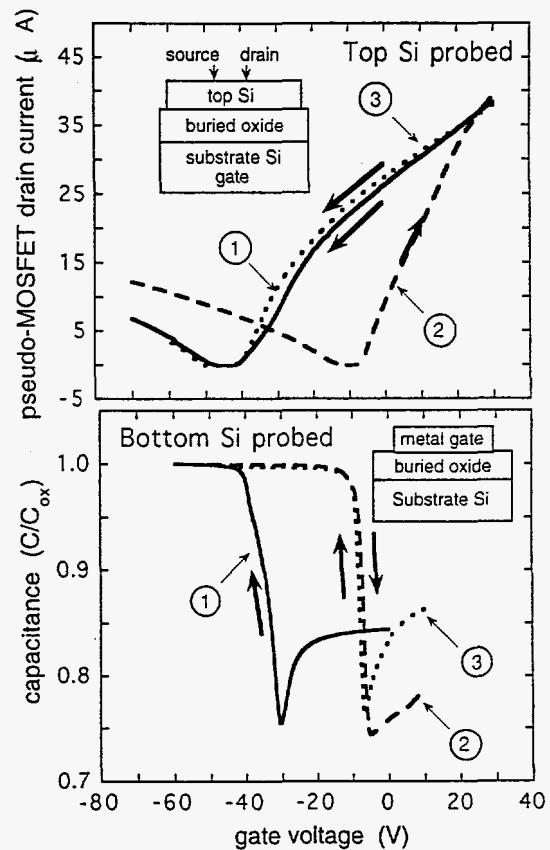 pseudo-MOSFET drain current (μ A)
45
35
25
15
5
-5
Top Si probed
source drain
top Si
buried oxide
substrate Si
gate
3
1
2
Bottom Si probed
metal gate
buried oxide
Substrate Si
capacitance (C/Cox)
1.0
0.9
0.8
0.7
1
3
2
-80 -60 -40 -20 0 20 40
gate voltage (V)